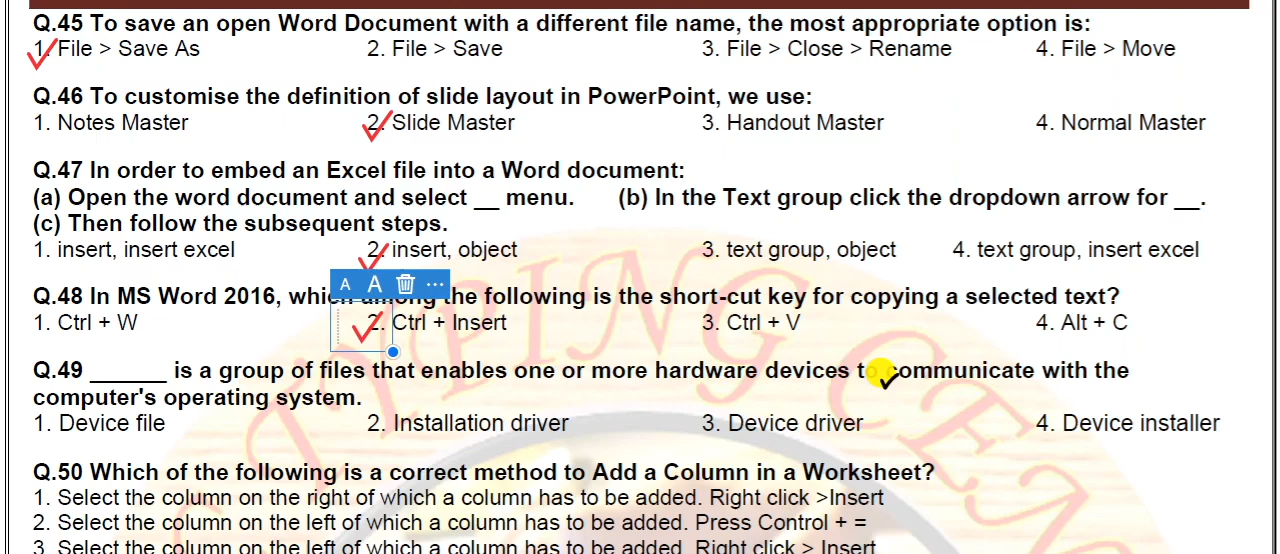 Q.45 To save an open Word Document with a different file name, the most appropriate option is:
1. File > Save As 2. File > Save 3. File > Close > Rename 4. File > Move
Q.46 To customise the definition of slide layout in PowerPoint, we use:
1. Notes Master 2. Slide Master 3. Handout Master 4. Normal Master
Q.47 In order to embed an Excel file into a Word document:
(a) Open the word document and select __ menu. (b) In the Text group click the dropdown arrow for __.
(c) Then follow the subsequent steps.
1. insert, insert excel 2. insert, object 3. text group, object 4. text group, insert excel
A A ...
Q.48 In MS Word 2016, which among the following is the short-cut key for copying a selected text?
1. Ctrl + W 2. Ctrl + Insert 3. Ctrl + V 4. Alt + C
Q.49 ______ is a group of files that enables one or more hardware devices to communicate with the
computer's operating system.
1. Device file 2. Installation driver 3. Device driver 4. Device installer
Q.50 Which of the following is a correct method to Add a Column in a Worksheet?
1. Select the column on the right of which a column has to be added. Right click >Insert
2. Select the column on the left of which a column has to be added. Press Control + =
3. Select the column on the left of which a column has to be added. Right click > Insert
TYPING CEN